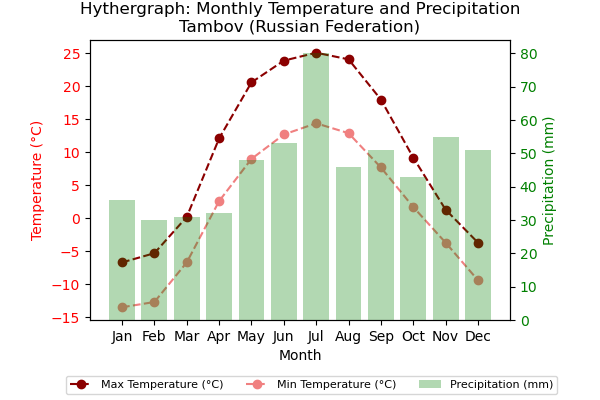 Hythergraph: Monthly Temperature and Precipitation
Tambov (Russian Federation)
Temperature (°C)
25
20
15
10
5
0
−5
−10
−15
Precipitation (mm)
80
70
60
50
40
30
20
10
0
Jan Feb Mar Apr May Jun Jul Aug Sep Oct Nov Dec
Month
Max Temperature (°C) Min Temperature (°C) Precipitation (mm)